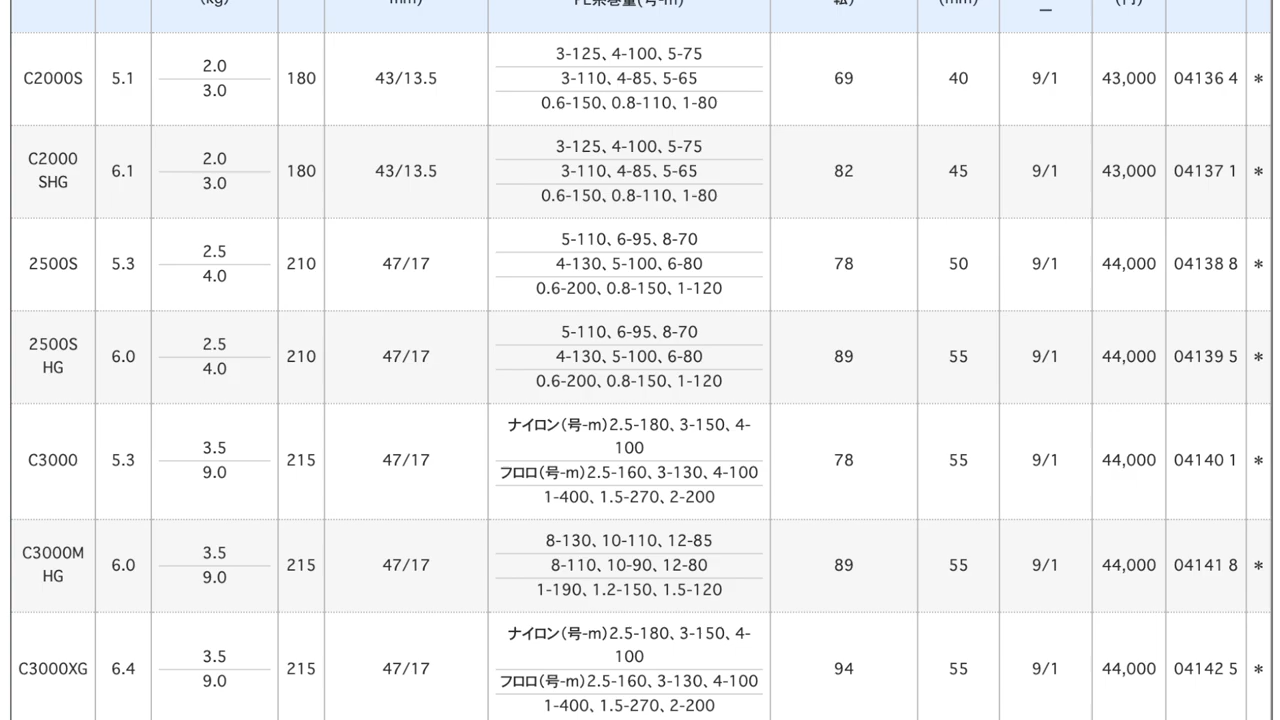 (kg) mm) PE糸巻量(号-m) 転) (mm) ー (円)
C2000S 5.1 2.0 3.0 180 43/13.5 3-125、4-100、5-75 3-110、4-85、5-65 0.6-150、0.8-110、1-80 69 40 9/1 43,000 04136 4 *
C2000 SHG 6.1 2.0 3.0 180 43/13.5 3-125、4-100、5-75 3-110、4-85、5-65 0.6-150、0.8-110、1-80 82 45 9/1 43,000 04137 1 *
2500S 5.3 2.5 4.0 210 47/17 5-110、6-95、8-70 4-130、5-100、6-80 0.6-200、0.8-150、1-120 78 50 9/1 44,000 04138 8 *
2500S HG 6.0 2.5 4.0 210 47/17 5-110、6-95、8-70 4-130、5-100、6-80 0.6-200、0.8-150、1-120 89 55 9/1 44,000 04139 5 *
C3000 5.3 3.5 9.0 215 47/17 ナイロン(号-m)2.5-180、3-150、4-100 フロロ(号-m)2.5-160、3-130、4-100 1-400、1.5-270、2-200 78 55 9/1 44,000 04140 1 *
C3000M HG 6.0 3.5 9.0 215 47/17 8-130、10-110、12-85 8-110、10-90、12-80 1-190、1.2-150、1.5-120 89 55 9/1 44,000 04141 8 *
C3000XG 6.4 3.5 9.0 215 47/17 ナイロン(号-m)2.5-180、3-150、4-100 フロロ(号-m)2.5-160、3-130、4-100 1-400、1.5-270、2-200 94 55 9/1 44,000 04142 5 *